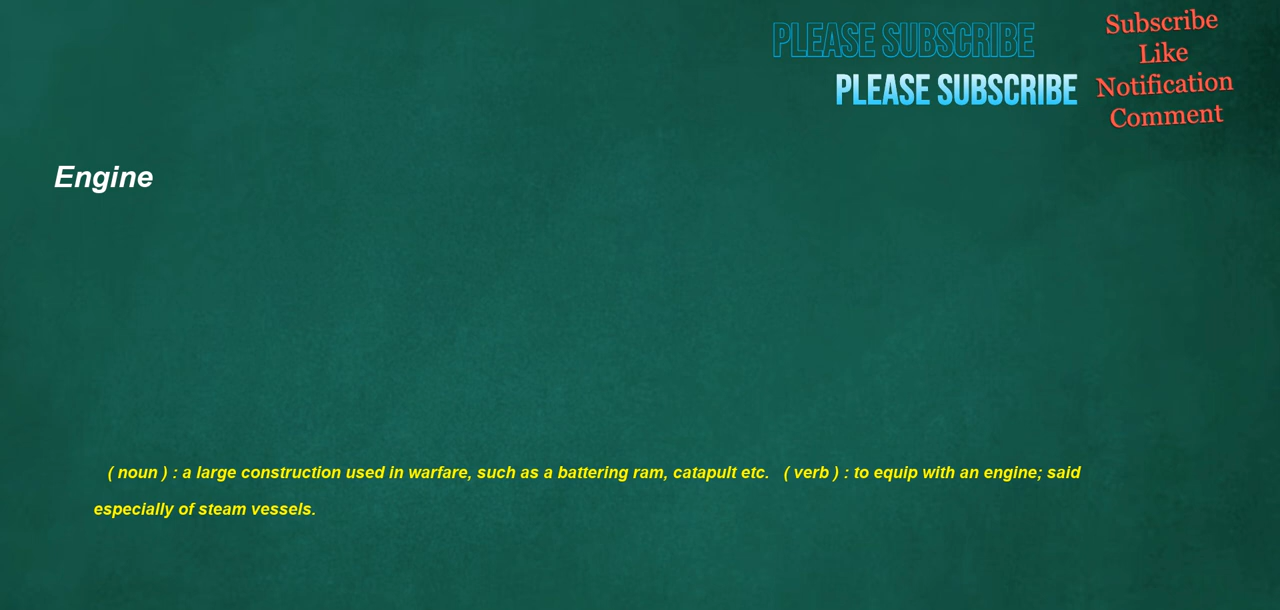 PLEASE SUBSCRIBE
PLEASE SUBSCRIBE
Subscribe
Like
Notification
Comment
Engine
( noun ) : a large construction used in warfare, such as a battering ram, catapult etc. ( verb ) : to equip with an engine; said
especially of steam vessels.